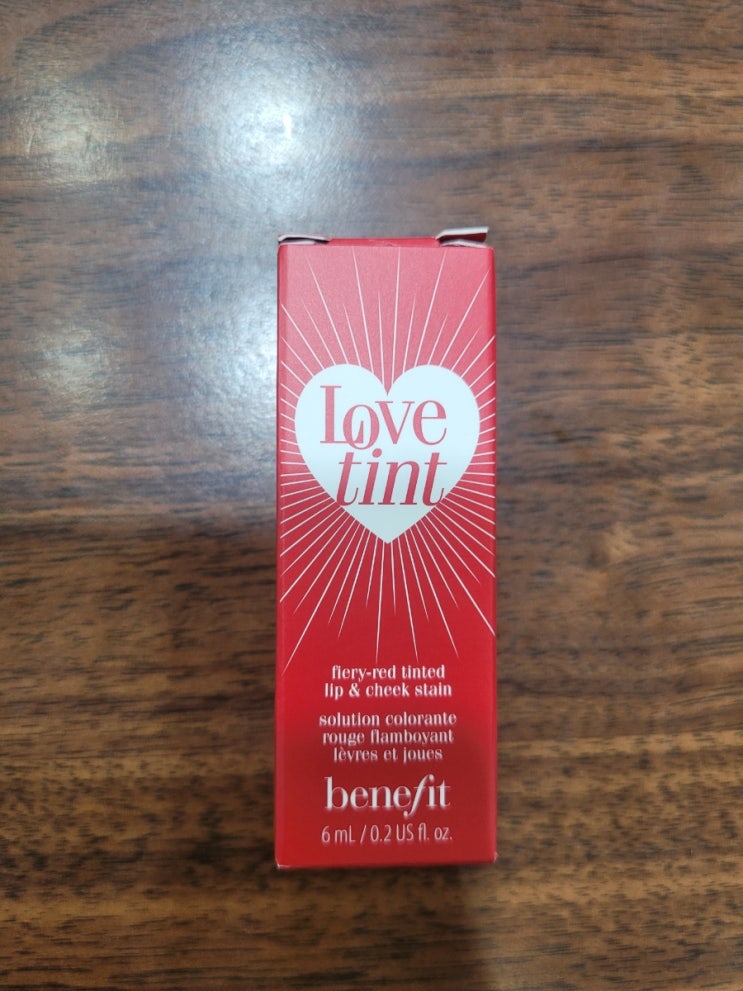 Love
tint
fiery-red tinted
lip & cheek stain
solution colorante
rouge flamboyant
lèvres et joues
benefit
6 mL / 0.2 US fl. oz.